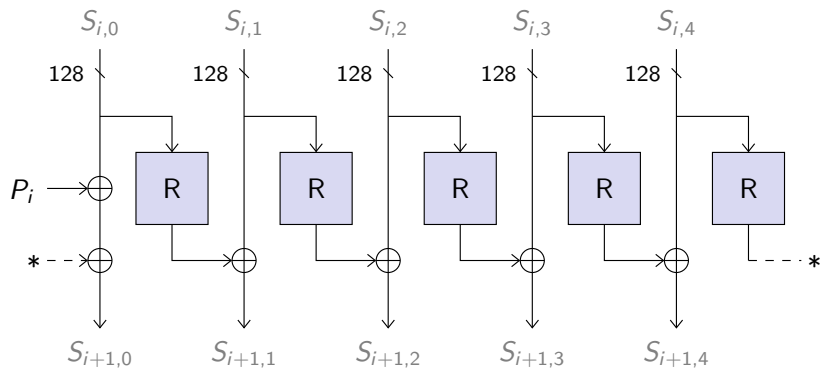 S_{i,0} S_{i,1} S_{i,2} S_{i,3} S_{i,4}
128 128 128 128 128
P_i R R R R R
* *
S_{i+1,0} S_{i+1,1} S_{i+1,2} S_{i+1,3} S_{i+1,4}